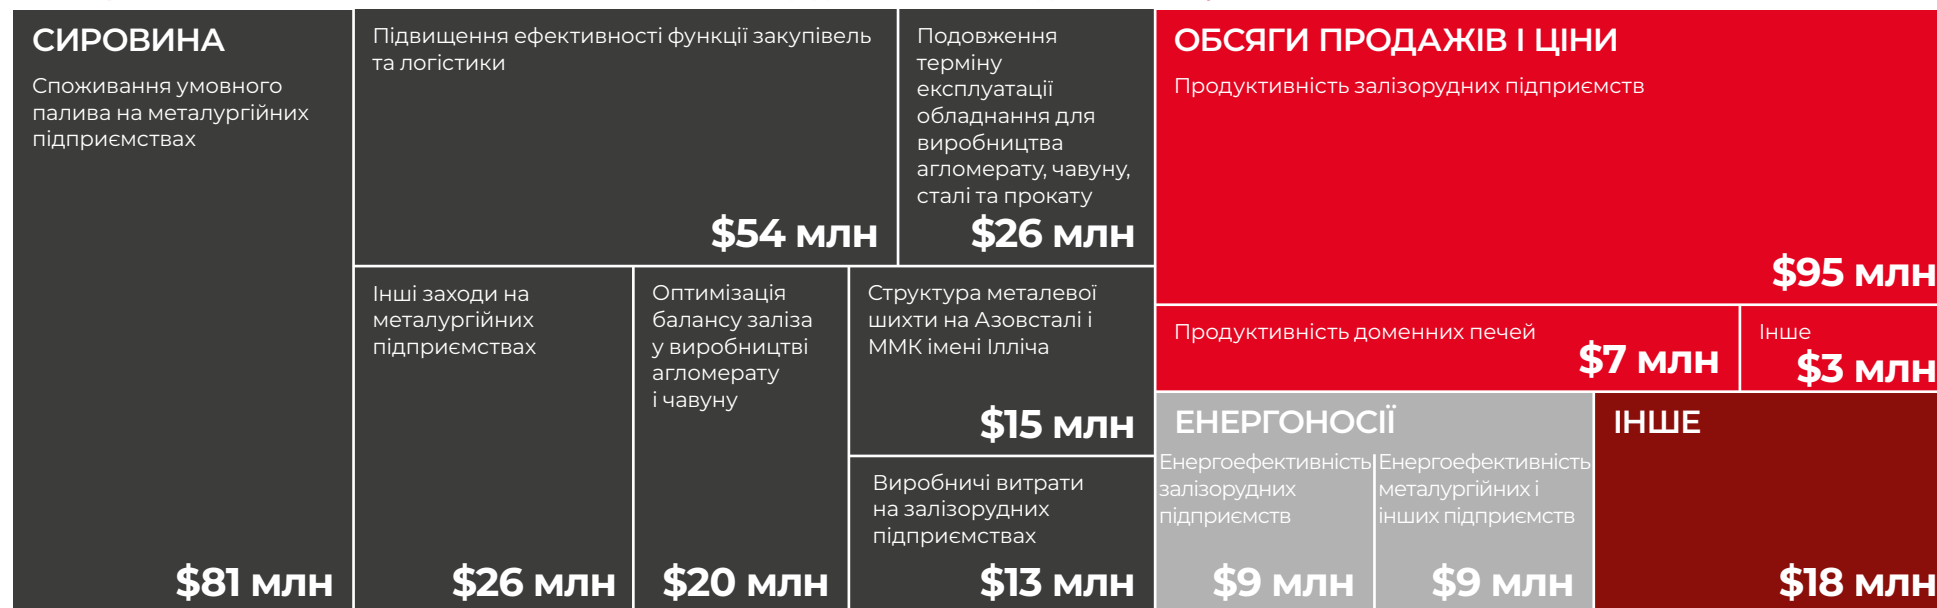 СИРОВИНА
Споживання умовного
палива на металургійних
підприємствах
$81 млн
Підвищення ефективності функції закупівель
та логістики
$54 млн
Подовження
терміну
експлуатації
обладнання для
виробництва
агломерату, чавуну,
сталі та прокату
$26 млн
Інші заходи на
металургійних
підприємствах
$26 млн
Оптимізація
балансу заліза
у виробництві
агломерату
і чавуну
$20 млн
Структура металевої
шихти на Азовсталі і
ММК імені Ілліча
$15 млн
Виробничі витрати
на залізорудних
підприємствах
$13 млн
ОБСЯГИ ПРОДАЖІВ І ЦІНИ
Продуктивність залізорудних підприємств
$95 млн
Продуктивність доменних печей
$7 млн
Інше
$3 млн
ЕНЕРГОНОСІЇ
Енергоефективність
залізорудних
підприємств
$9 млн
Енергоефективність
металургійних і
інших підприємств
$9 млн
ІНШЕ
$18 млн